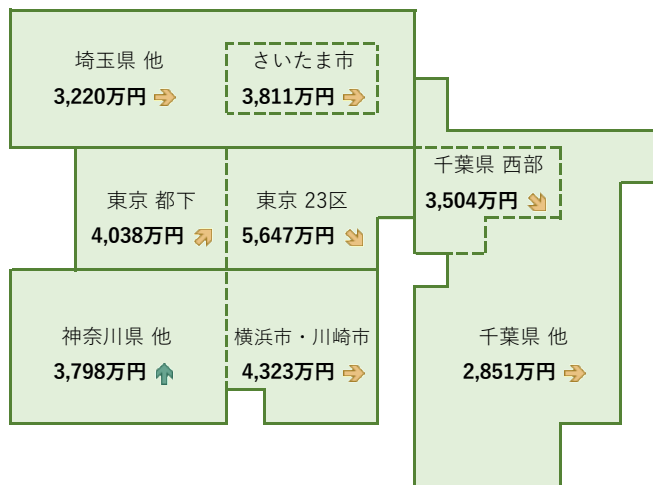 埼玉県 他
3,220万円
さいたま市
3,811万円
千葉県 西部
3,504万円
東京 都下
4,038万円
東京 23区
5,647万円
神奈川県 他
3,798万円
横浜市・川崎市
4,323万円
千葉県 他
2,851万円